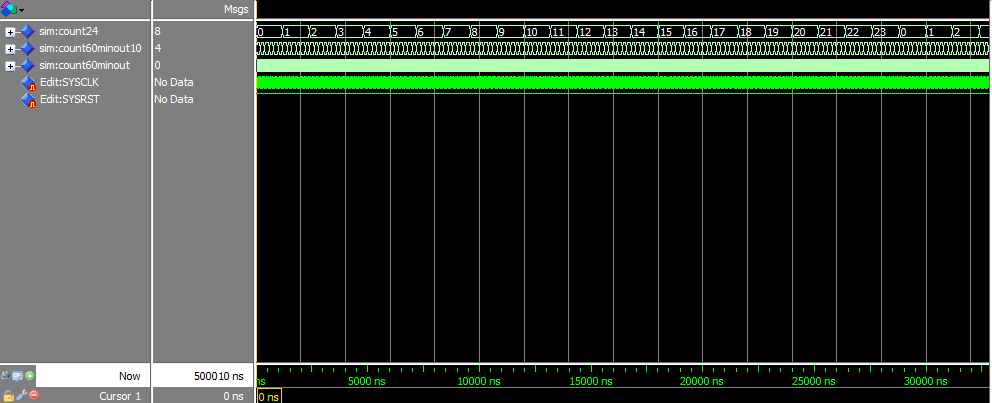 Msgs
sim:count24 8 0 1 2 3 4 5 6 7 8 9 10 11 12 13 14 15 16 17 18 19 20 21 22 23 0 1 2
sim:count60minout10 4
sim:count60minout 0
Edit:SYSCLK No Data
Edit:SYSRST No Data
Now 500010 ns ns 5000 ns 10000 ns 15000 ns 20000 ns 25000 ns 30000 ns
Cursor 1 0 ns 0 ns